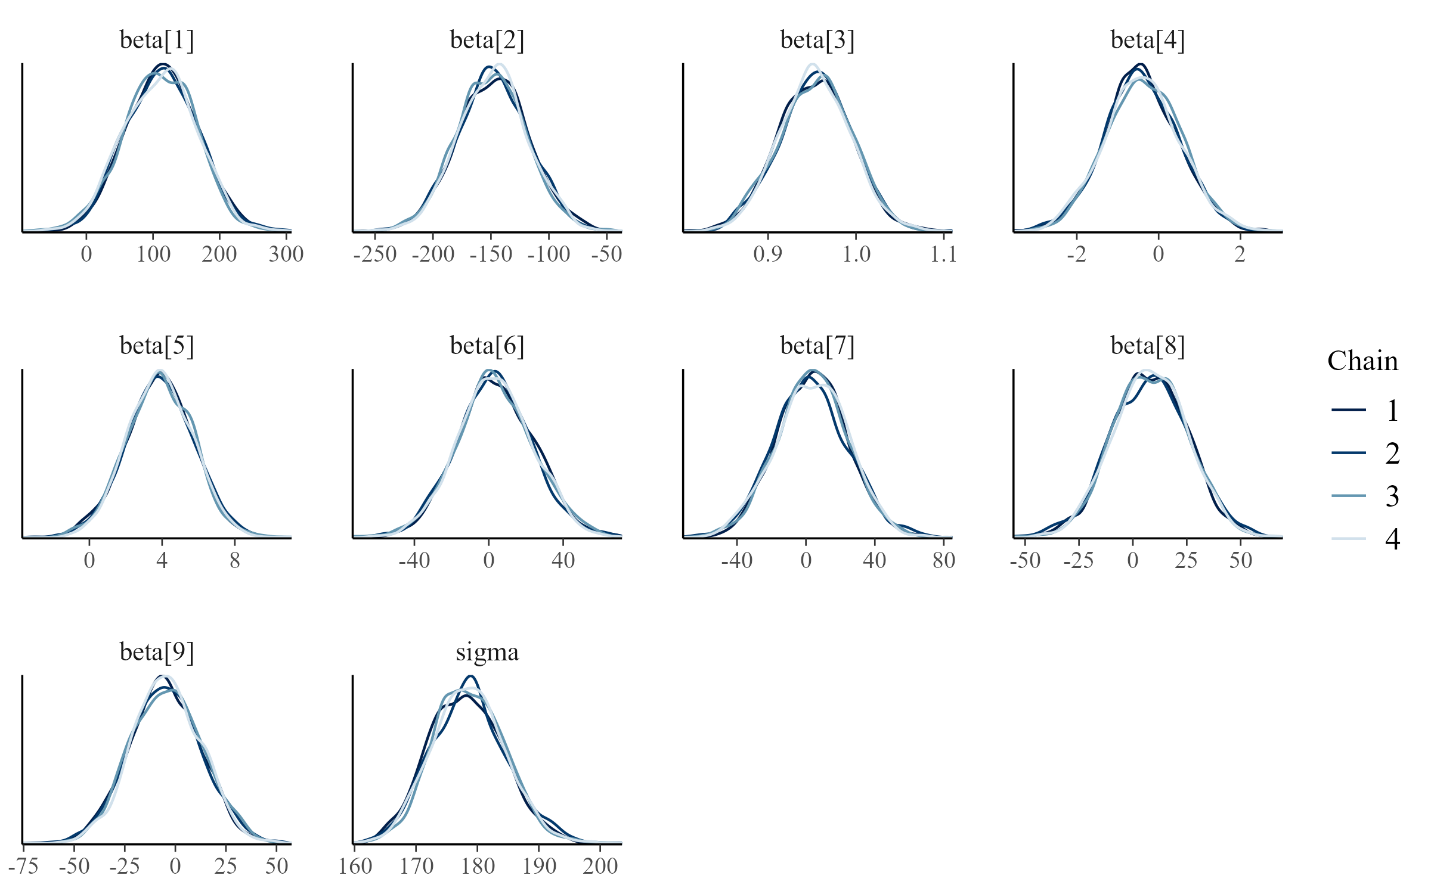 beta[1] beta[2] beta[3] beta[4]
0 100 200 300 -250 -200 -150 -100 -50 0.9 1.0 1.1 -2 0 2
beta[5] beta[6] beta[7] beta[8]
0 4 8 -40 0 40 -40 0 40 80 -50 -25 0 25 50
Chain
1
2
3
4
beta[9] sigma
-75 -50 -25 0 25 50 160 170 180 190 200